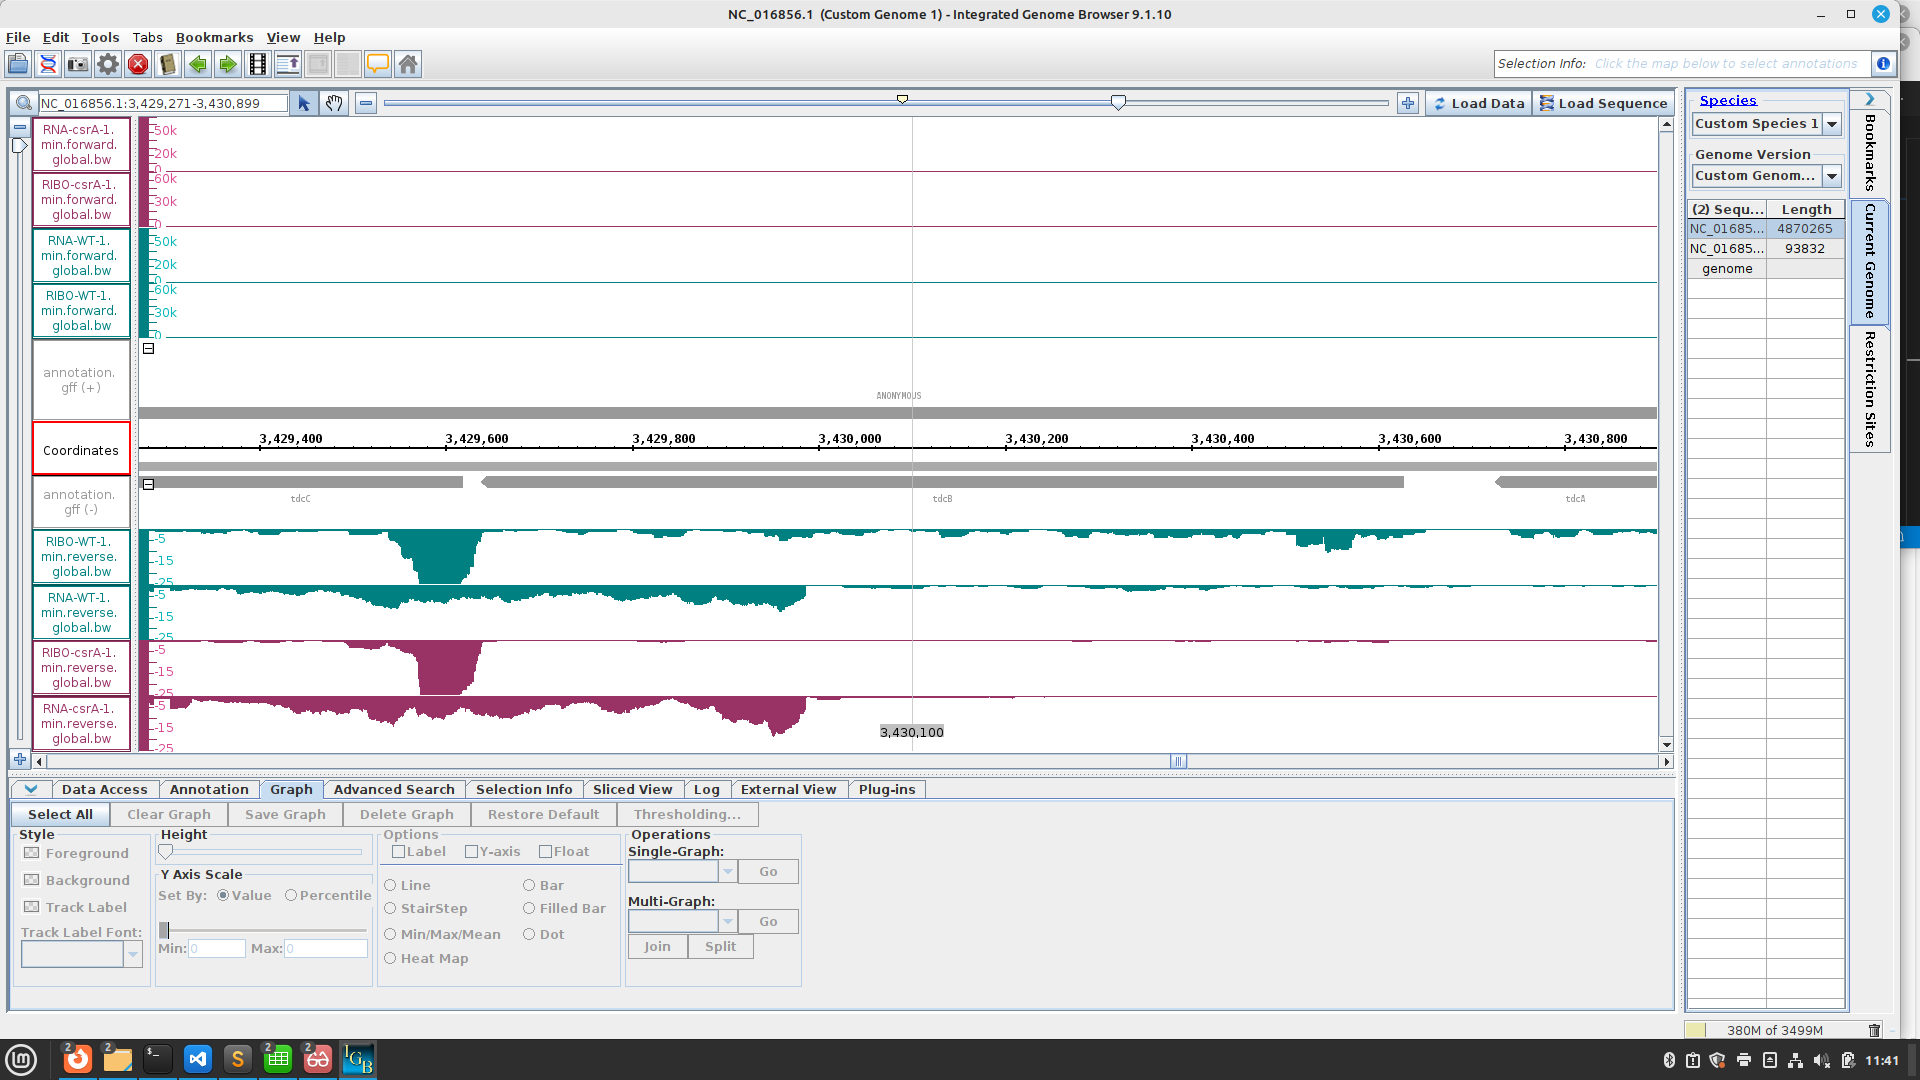 NC_016856.1 (Custom Genome 1) - Integrated Genome Browser 9.1.10
File Edit Tools Tabs Bookmarks View Help
Selection Info: Click the map below to select annotations
NC_016856.1:3,429,271-3,430,899
Load Data
Load Sequence
RNA-csrA-1.
min.forward.
global.bw
50k
20k
0
RIBO-csrA-1.
min.forward.
global.bw
60k
30k
0
RNA-WT-1.
min.forward.
global.bw
50k
20k
0
RIBO-WT-1.
min.forward.
global.bw
60k
30k
0
annotation.
gff (+)
ANONYMOUS
Coordinates
3,429,400 3,429,600 3,429,800 3,430,000 3,430,200 3,430,400 3,430,600 3,430,800
annotation.
gff (-)
tdcC tdcB tdcA
RIBO-WT-1.
min.reverse.
global.bw
-5
-15
-25
RNA-WT-1.
min.reverse.
global.bw
-5
-15
-25
RIBO-csrA-1.
min.reverse.
global.bw
-5
-15
-25
RNA-csrA-1.
min.reverse.
global.bw
-5
-15
-25
3,430,100
Species
Custom Species 1
Genome Version
Custom Genom...
(2) Sequ... Length
NC_01685... 4870265
NC_01685... 93832
genome
Bookmarks
Current Genome
Restriction Sites
Data Access Annotation Graph Advanced Search Selection Info Sliced View Log External View Plug-ins
Select All Clear Graph Save Graph Delete Graph Restore Default Thresholding...
Style
Foreground
Background
Track Label
Track Label Font:
Height
Y Axis Scale
Set By: Value Percentile
Min: 0 Max: 0
Options
Label Y-axis Float
Line Bar
StairStep Filled Bar
Min/Max/Mean Dot
Heat Map
Operations
Single-Graph:
Go
Multi-Graph:
Go
Join Split
380M of 3499M
2 2 2 2
IGB
11:41